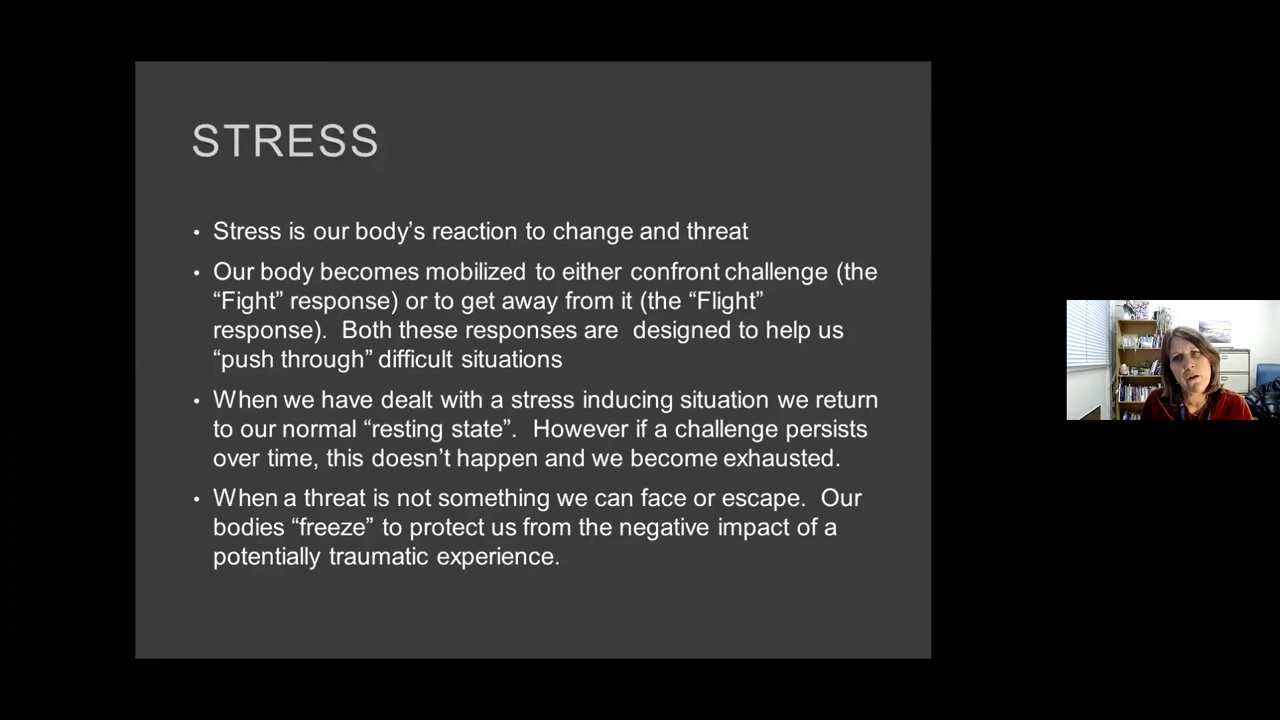 STRESS
• Stress is our body’s reaction to change and threat
• Our body becomes mobilized to either confront challenge (the
“Fight” response) or to get away from it (the “Flight”
response).  Both these responses are  designed to help us
“push through” difficult situations
• When we have dealt with a stress inducing situation we return
to our normal “resting state”.  However if a challenge persists
over time, this doesn’t happen and we become exhausted.
• When a threat is not something we can face or escape.  Our
bodies “freeze” to protect us from the negative impact of a
potentially traumatic experience.